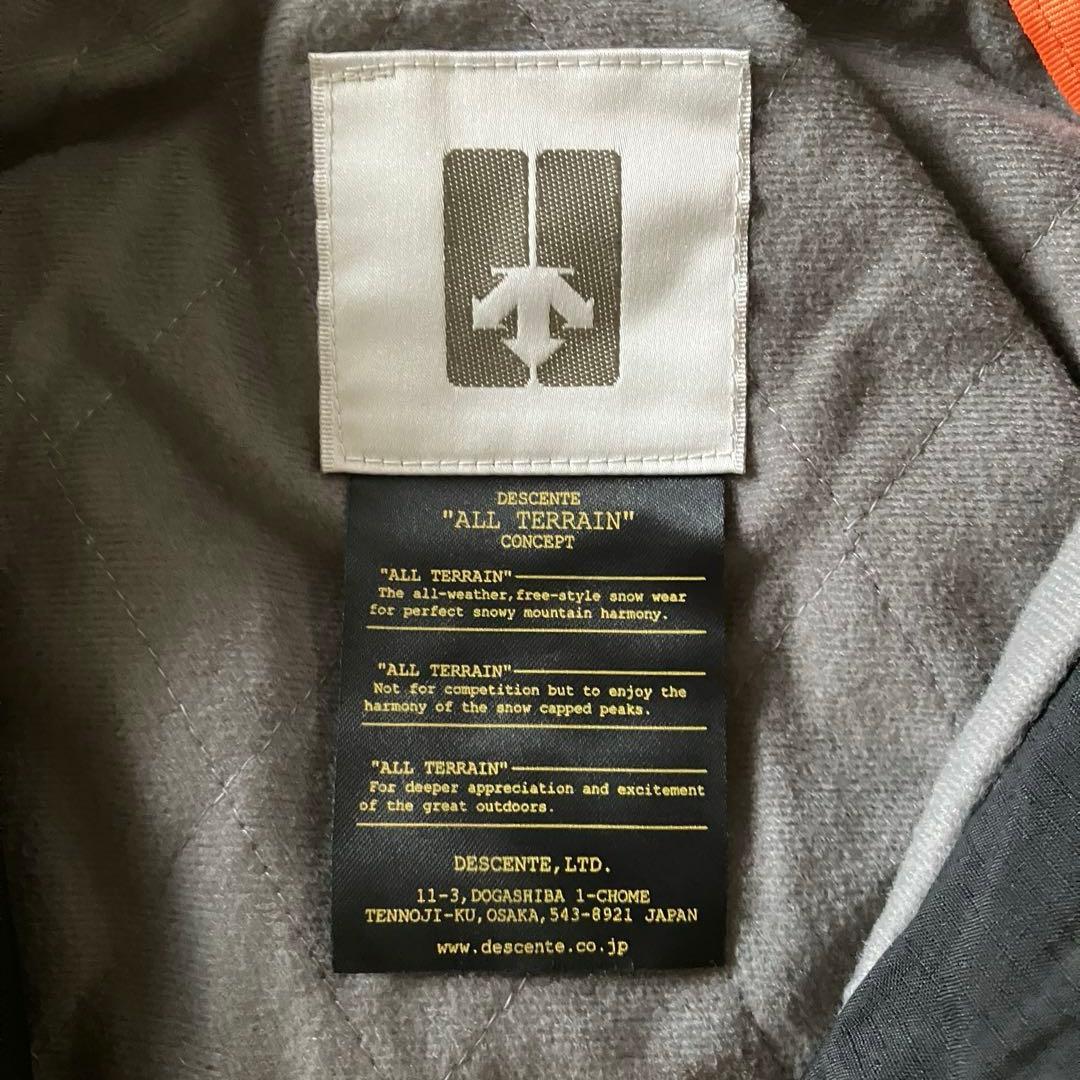 DESCENTE
"ALL TERRAIN"
CONCEPT
"ALL TERRAIN"
The all-weather,free-style snow wear
for perfect snowy mountain harmony.
"ALL TERRAIN"
Not for competition but to enjoy the
harmony of the snow capped peaks.
"ALL TERRAIN"
For deeper appreciation and excitement
of the great outdoors.
DESCENTE,LTD.
11-3,DOGASHIBA 1-CHOME
TENNOJI-KU,OSAKA,543-8921 JAPAN
www.descente.co.jp